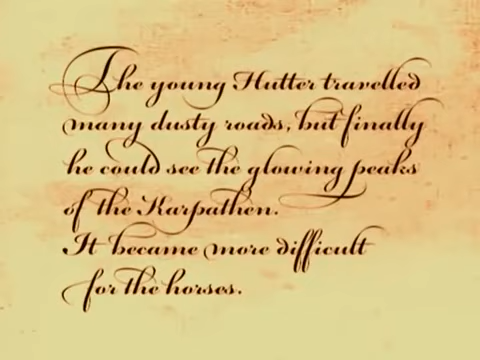 The young Hutter travelled
many dusty roads, but finally
he could see the glowing peaks
of the Karpathen.
It became more difficult
for the horses.